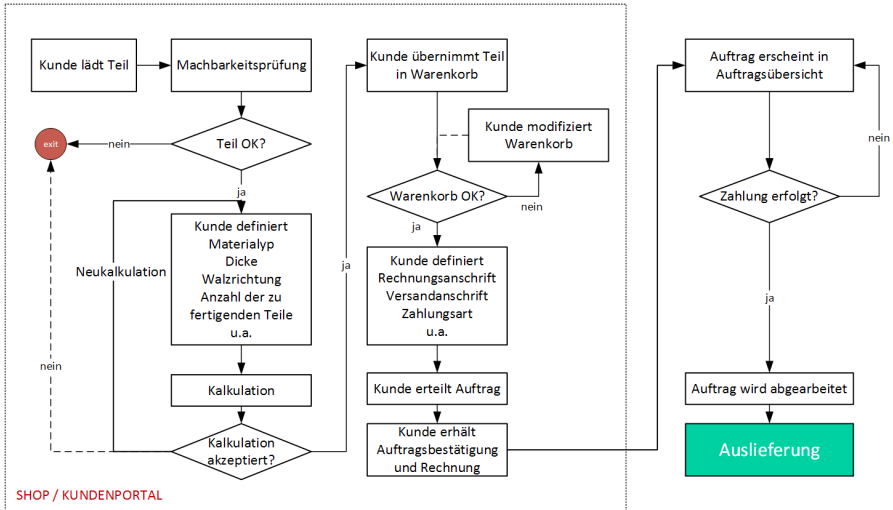 Kunde lädt Teil
Machbarkeitsprüfung
Teil OK?
nein
exit
ja
Kunde definiert
Materialyp
Dicke
Walzrichtung
Anzahl der zu
fertigenden Teile
u.a.
Neukalkulation
nein
Kalkulation
Kalkulation
akzeptiert?
ja
Kunde übernimmt Teil
in Warenkorb
Kunde modifiziert
Warenkorb
Warenkorb OK?
nein
ja
Kunde definiert
Rechnungsanschrift
Versandanschrift
Zahlungsart
u.a.
Kunde erteilt Auftrag
Kunde erhält
Auftragsbestätigung
und Rechnung
Auftrag erscheint in
Auftragsübersicht
nein
Zahlung erfolgt?
ja
Auftrag wird abgearbeitet
Auslieferung
SHOP / KUNDENPORTAL